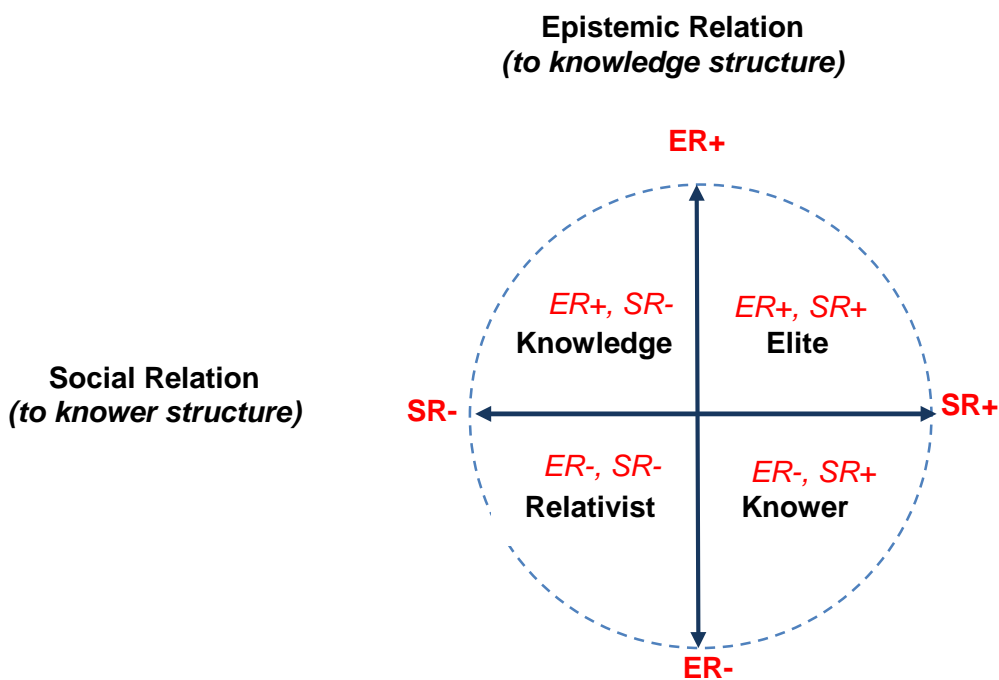 Epistemic Relation
(to knowledge structure)
ER+
ER+, SR-
Knowledge
ER+, SR+
Elite
Social Relation
(to knower structure)
SR-
SR+
ER-, SR-
Relativist
ER-, SR+
Knower
ER-